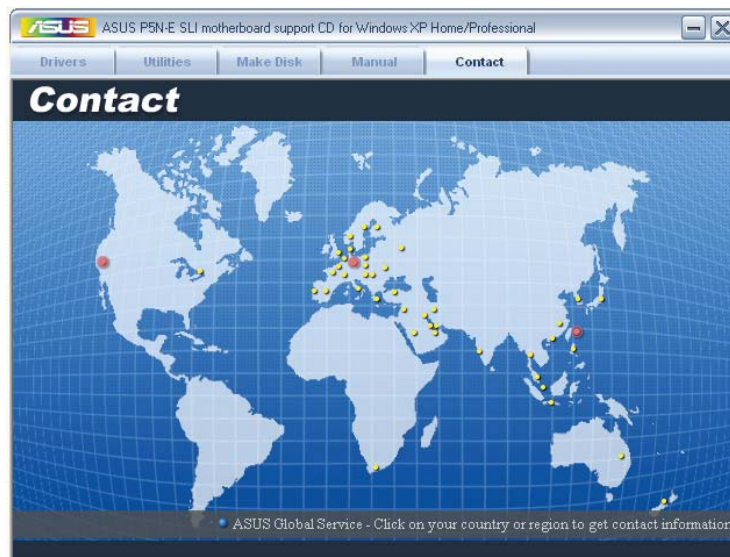 ASUS ASUS P5N-E SLI motherboard support CD for Windows XP Home/Professional
Drivers Utilities Make Disk Manual Contact
Contact
ASUS Global Service - Click on your country or region to get contact information